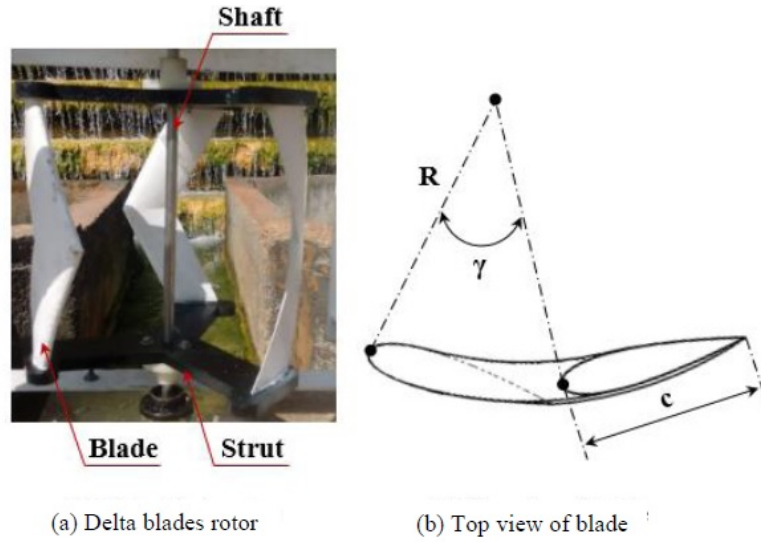 Shaft
R
γ
c
Blade
Strut
(a) Delta blades rotor
(b) Top view of blade